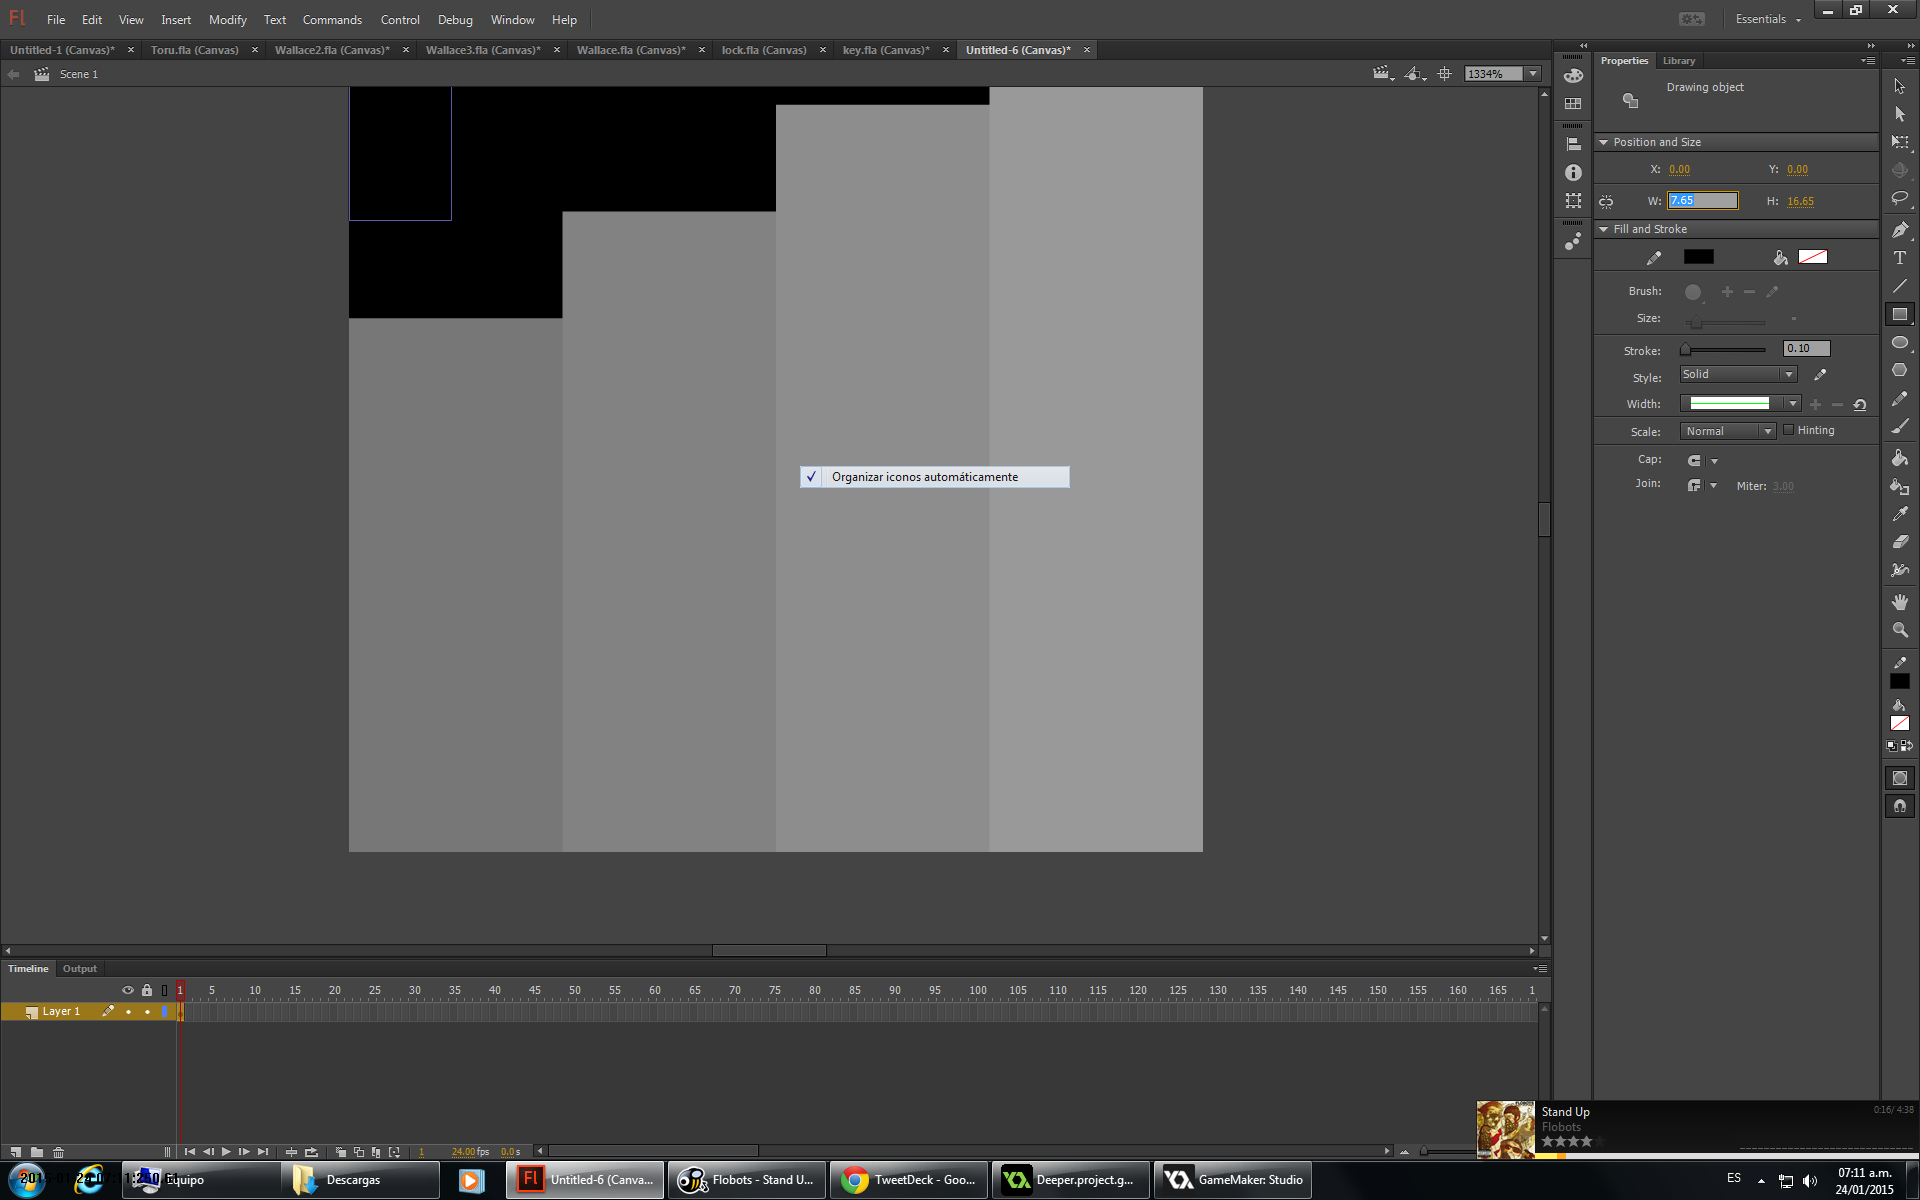 Fl File Edit View Insert Modify Text Commands Control Debug Window Help Essentials
Untitled-1 (Canvas)* Toru.fla (Canvas) Wallace2.fla (Canvas)* Wallace3.fla (Canvas)* Wallace.fla (Canvas)* lock.fla (Canvas) key.fla (Canvas)* Untitled-6 (Canvas)*
Scene 1 1334%
Properties Library
Drawing object
Position and Size
X: 0.00 Y: 0.00
W: 7.65 H: 16.65
Fill and Stroke
Brush:
Size:
Stroke: 0.10
Style: Solid
Width:
Scale: Normal Hinting
Cap:
Join: Miter: 3.00
Organizar iconos automáticamente
Timeline Output
1 5 10 15 20 25 30 35 40 45 50 55 60 65 70 75 80 85 90 95 100 105 110 115 120 125 130 135 140 145 150 155 160 165 1
Layer 1
1 24.00 fps 0.0 s
Stand Up 0:16/ 4:38
Flobots
Equipo Descargas Untitled-6 (Canva... Flobots - Stand U... TweetDeck - Goo... Deeper.project.g... GameMaker: Studio ES 07:11 a.m.
24/01/2015